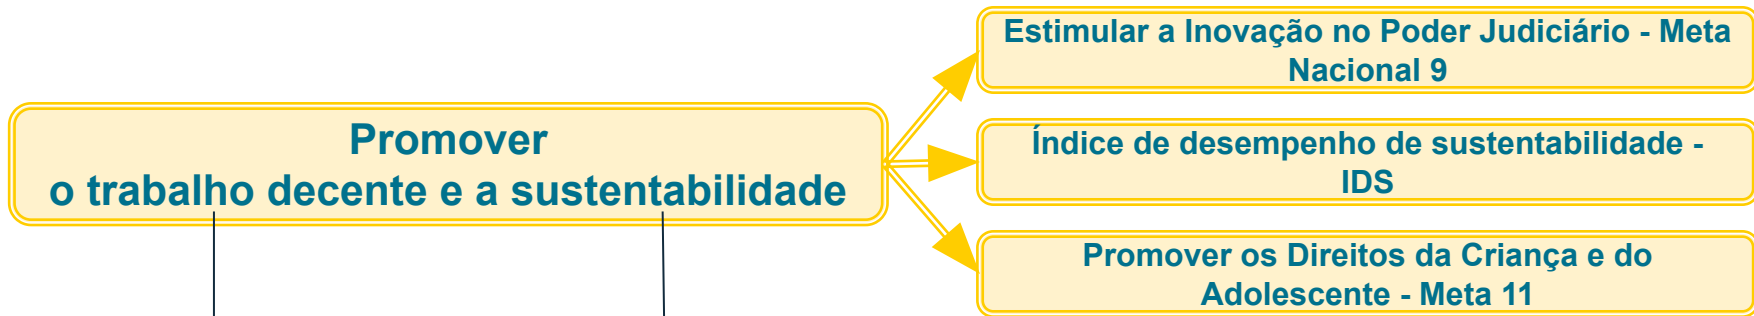 Promover
o trabalho decente e a sustentabilidade
Estimular a Inovação no Poder Judiciário - Meta
Nacional 9
Índice de desempenho de sustentabilidade -
IDS
Promover os Direitos da Criança e do
Adolescente - Meta 11